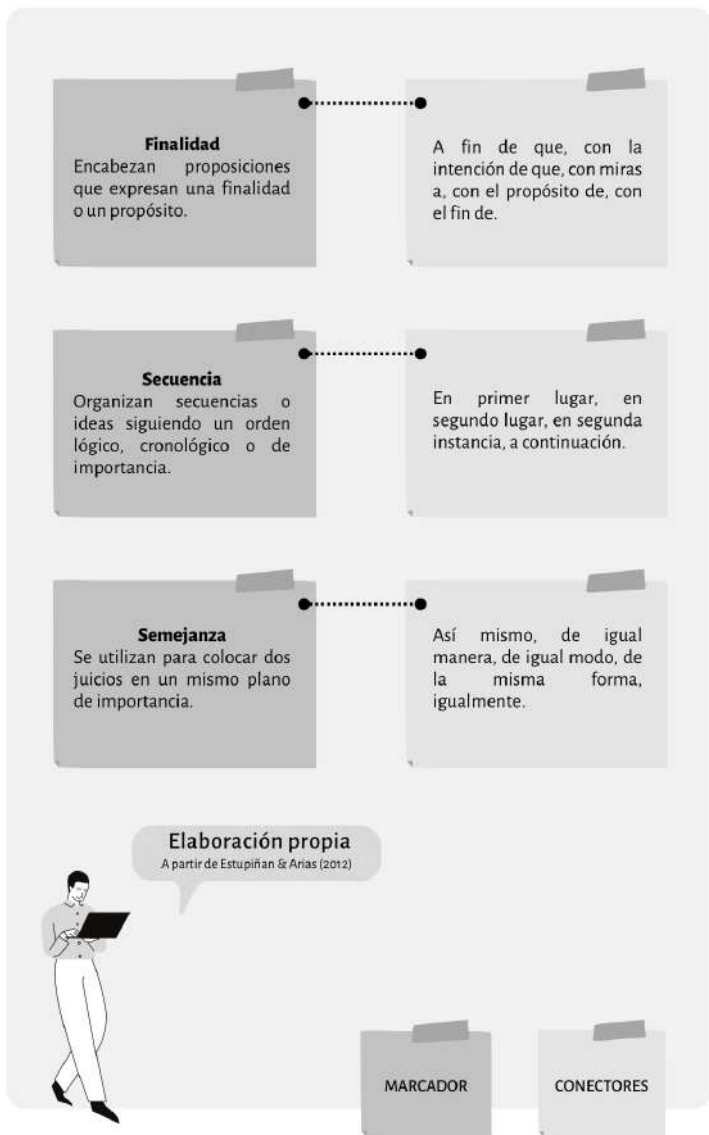 Finalidad
Encabezan proposiciones
que expresan una finalidad
o un propósito.
A fin de que, con la
intención de que, con miras
a, con el propósito de, con
el fin de.
Secuencia
Organizan secuencias o
ideas siguiendo un orden
lógico, cronológico o de
importancia.
En primer lugar, en
segundo lugar, en segunda
instancia, a continuación.
Semejanza
Se utilizan para colocar dos
juicios en un mismo plano
de importancia.
Así mismo, de igual
manera, de igual modo, de
la misma forma,
igualmente.
Elaboración propia
A partir de Estupiñan & Arias (2012)
MARCADOR
CONECTORES